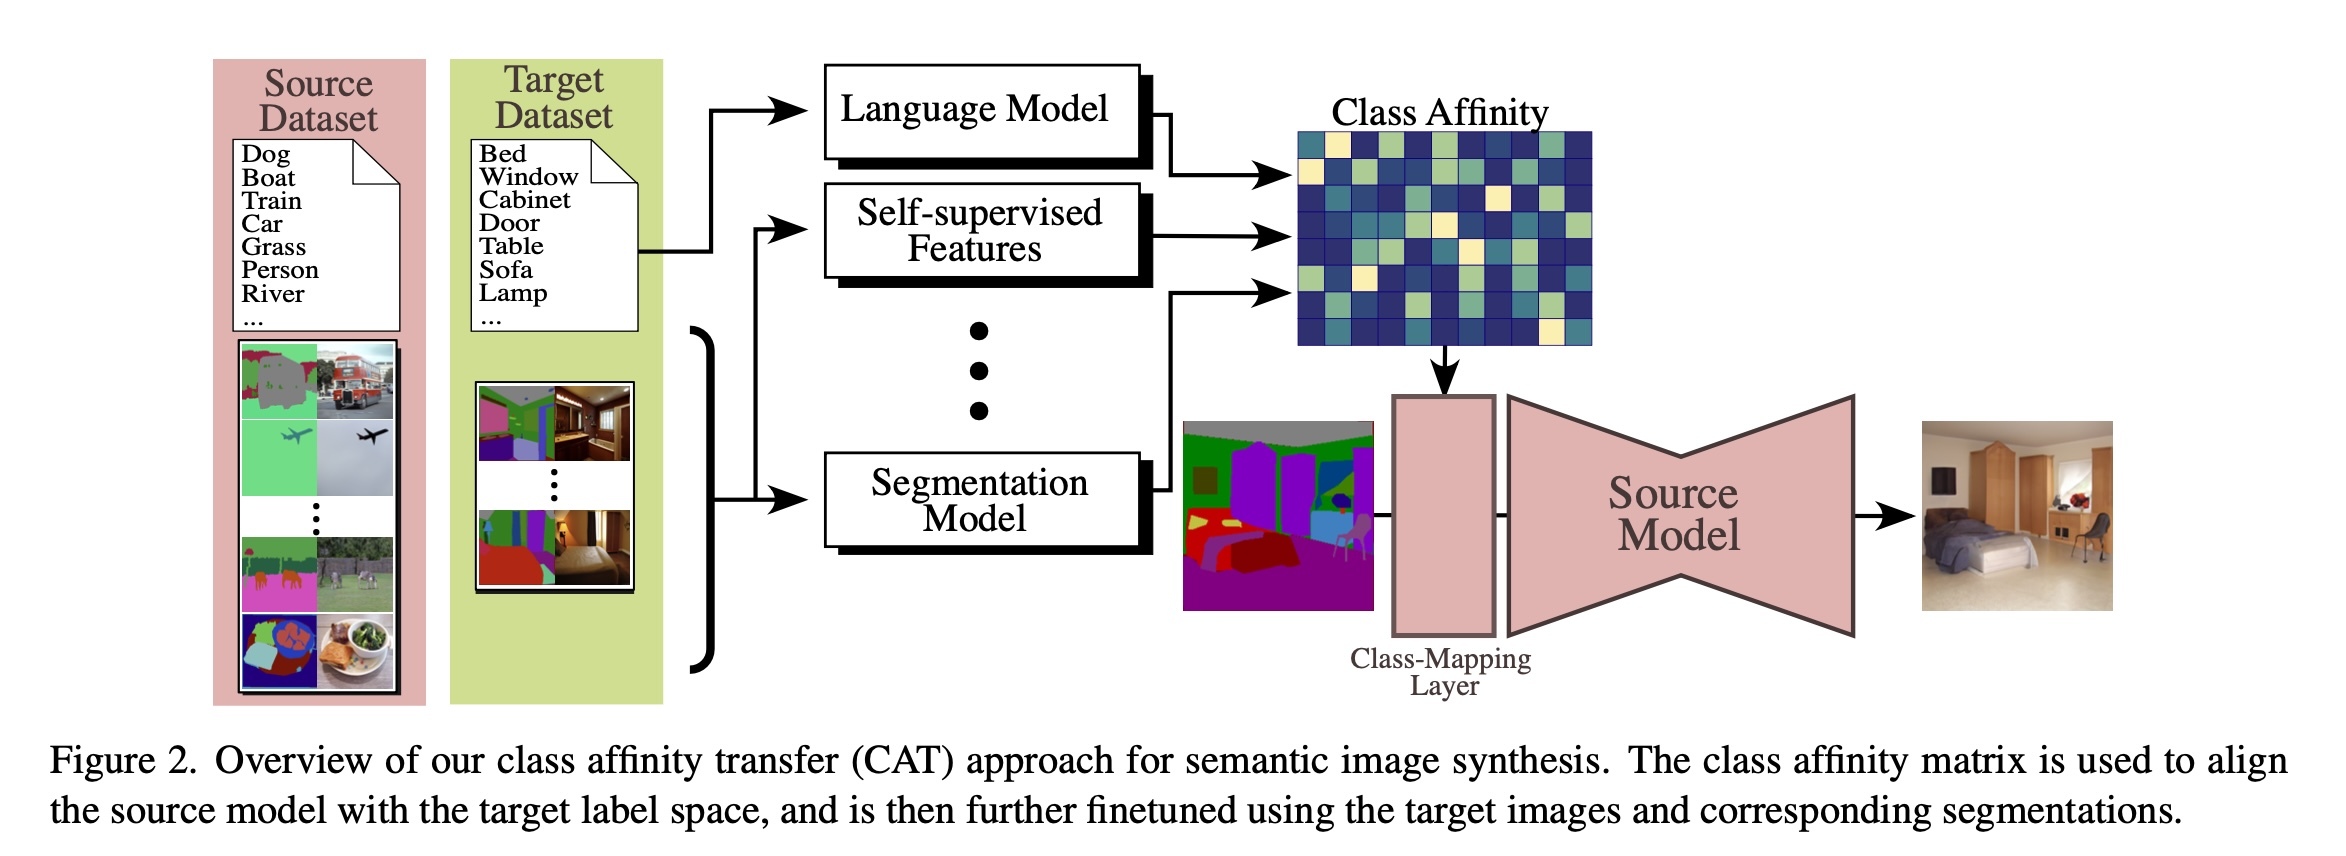 Source
Dataset
Dog
Boat
Train
Car
Grass
Person
River
...
Target
Dataset
Bed
Window
Cabinet
Door
Table
Sofa
Lamp
...
Language Model
Self-supervised
Features
Segmentation
Model
Class Affinity
Class-Mapping
Layer
Source
Model
Figure 2. Overview of our class affinity transfer (CAT) approach for semantic image synthesis. The class affinity matrix is used to align
the source model with the target label space, and is then further finetuned using the target images and corresponding segmentations.